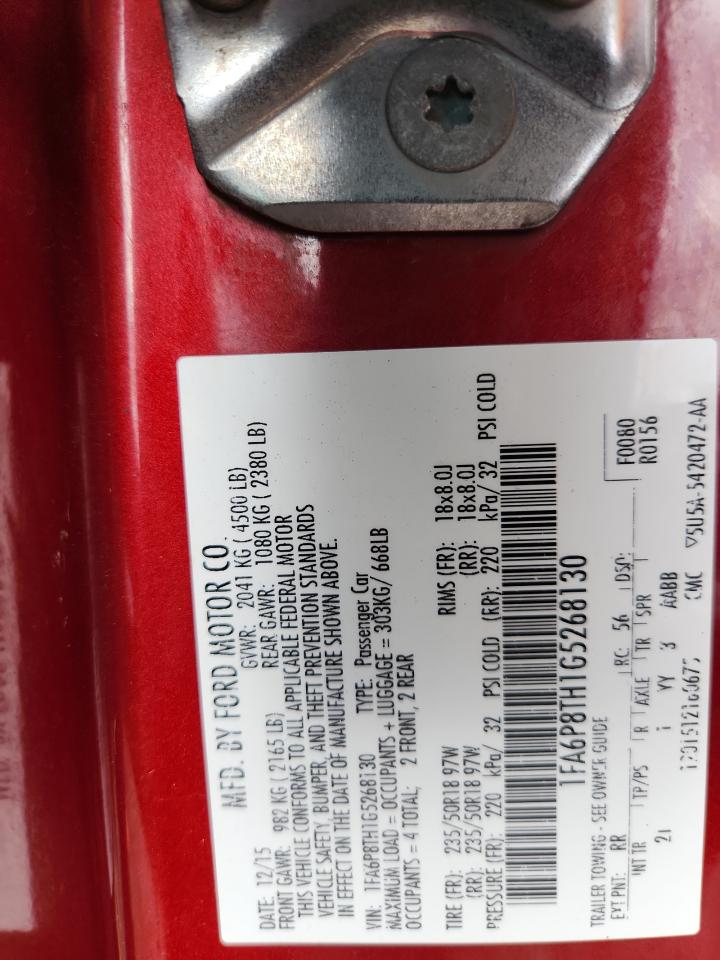 MFD. BY FORD MOTOR CO.
DATE: 12/15 GVWR: 2041 KG ( 4500 LB)
FRONT GAWR: 982 KG ( 2165 LB) REAR GAWR: 1080 KG ( 2380 LB)
THIS VEHICLE CONFORMS TO ALL APPLICABLE FEDERAL MOTOR
VEHICLE SAFETY, BUMPER, AND THEFT PREVENTION STANDARDS
IN EFFECT ON THE DATE OF MANUFACTURE SHOWN ABOVE.
VIN: 1FA6P8TH1G5268130 TYPE: Passenger Car
MAXIMUM LOAD = OCCUPANTS + LUGGAGE = 303KG/ 668LB
OCCUPANTS = 4 TOTAL; 2 FRONT, 2 REAR
TIRE (FR): 235/50R18 97W RIMS (FR): 18x8.0J
(RR): 235/50R18 97W (RR): 18x8.0J
PRESSURE (FR): 220 kPa/ 32 PSI COLD (RR): 220 kPa/ 32 PSI COLD
1FA6P8TH1G5268130
TRAILER TOWING - SEE OWNER GUIDE F0080
EXT PNT: RR RC: 56 DSO: R0156
INT TR TP/PS R AXLE TR SPR
21 YY 3 AABB
CMC ▽5U5A-5420472-AA